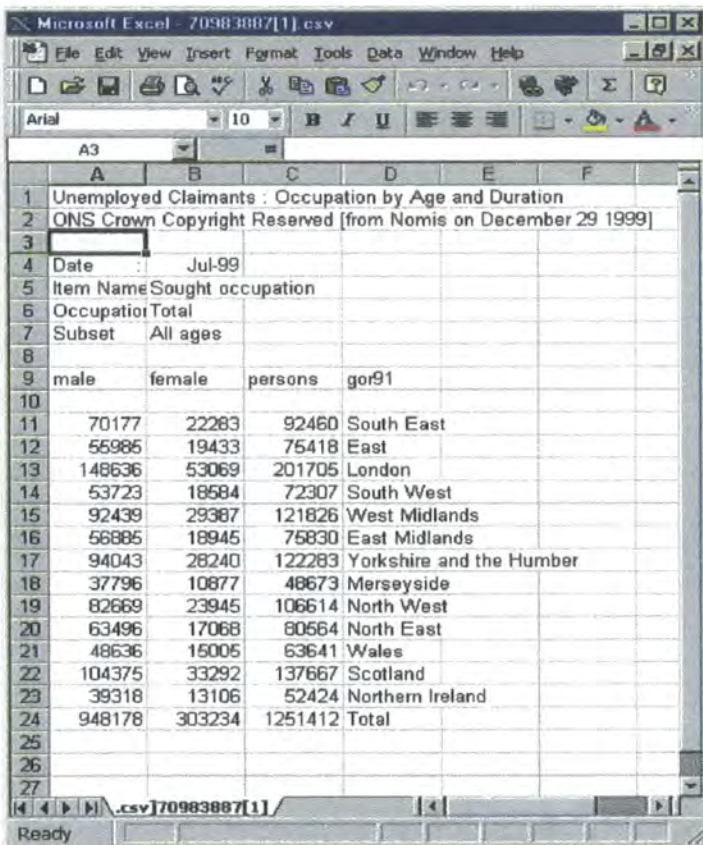 Microsoft Excel - 70983887[1].csv
File Edit View Insert Format Tools Data Window Help
Arial 10 B I U
A3 =
A B C D E F
1 Unemployed Claimants : Occupation by Age and Duration
2 ONS Crown Copyright Reserved [from Nomis on December 29 1999]
3
4 Date : Jul-99
5 Item Name Sought occupation
6 Occupatior Total
7 Subset All ages
8
9 male female persons gor91
10
11 70177 22283 92460 South East
12 55985 19433 75418 East
13 148636 53069 201705 London
14 53723 18584 72307 South West
15 92439 29387 121826 West Midlands
16 56885 18945 75830 East Midlands
17 94043 28240 122283 Yorkshire and the Humber
18 37796 10877 48673 Merseyside
19 82669 23945 106614 North West
20 63496 17068 80564 North East
21 48636 15005 63641 Wales
22 104375 33292 137667 Scotland
23 39318 13106 52424 Northern Ireland
24 948178 303234 1251412 Total
25
26
27
.csv]70983887[1]
Ready